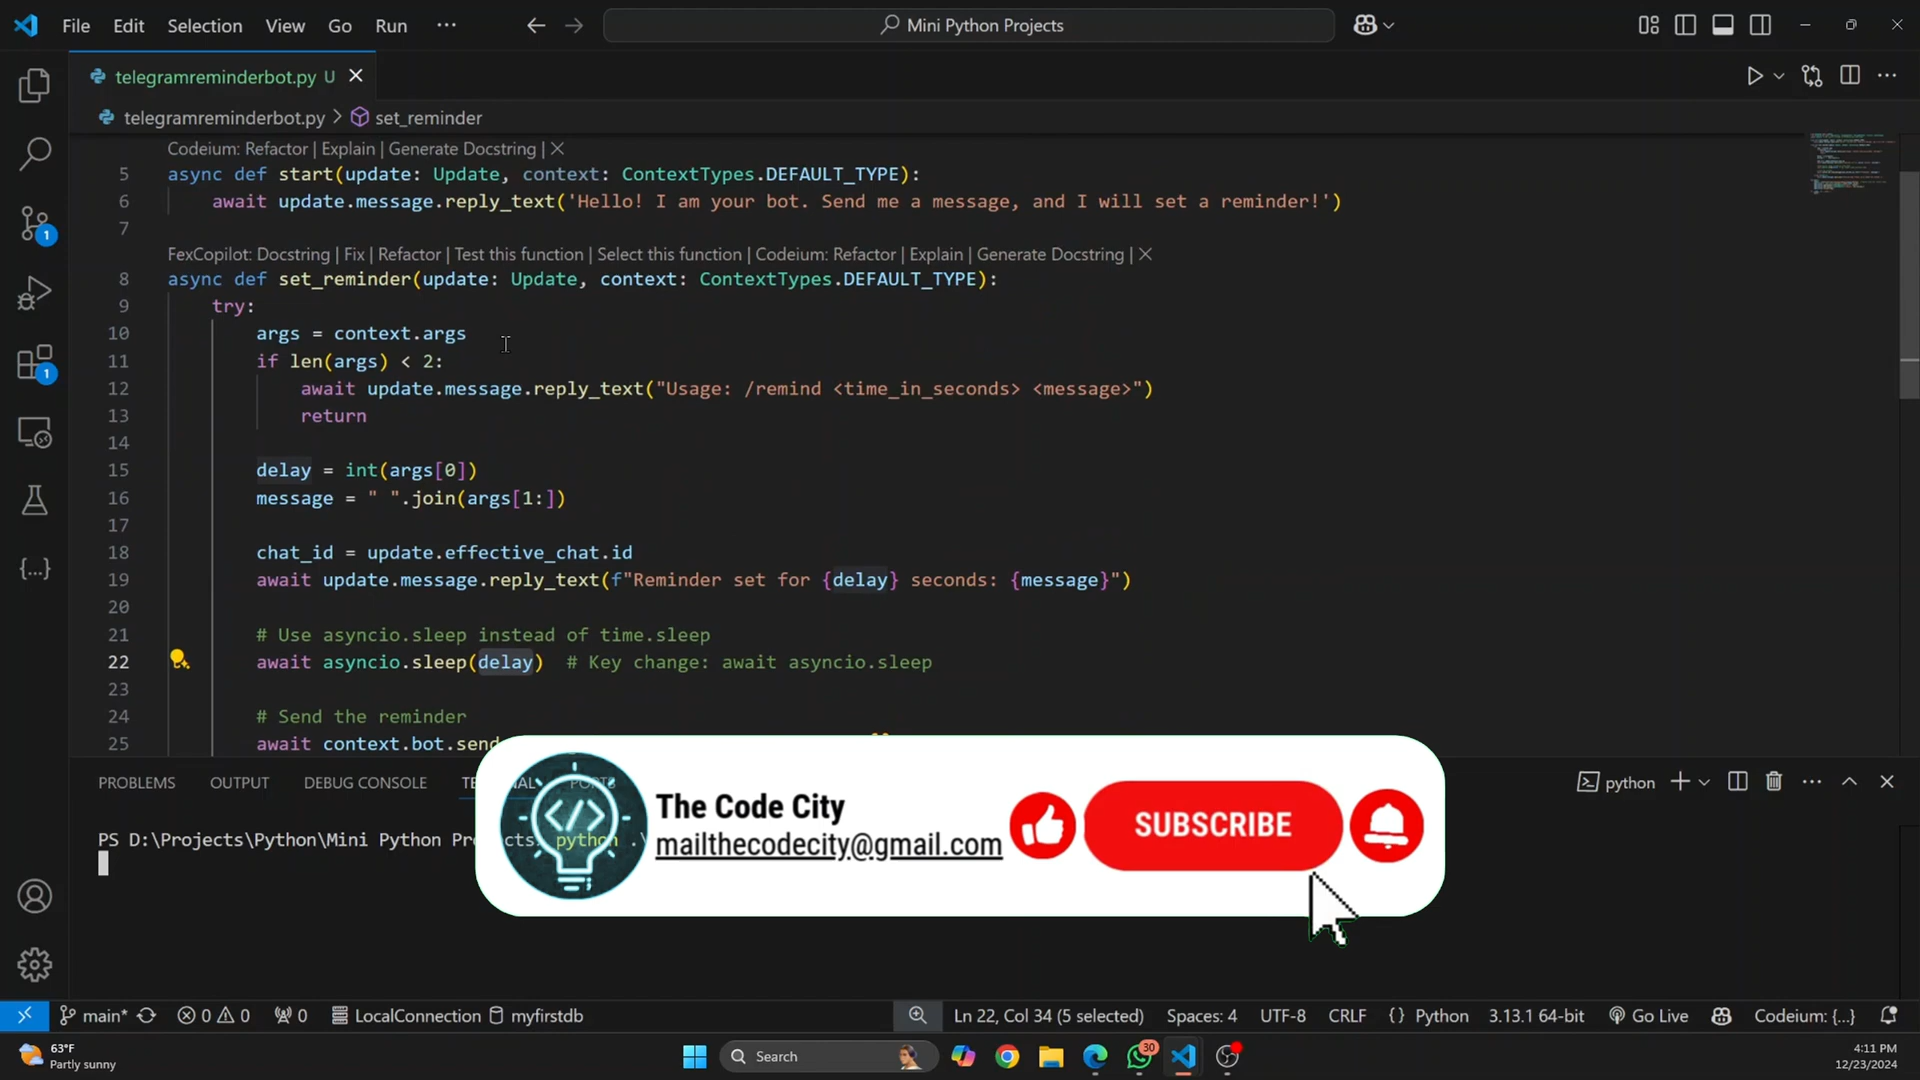 File Edit Selection View Go Run ··· Mini Python Projects
telegramreminderbot.py U
telegramreminderbot.py > set_reminder
Codeium: Refactor | Explain | Generate Docstring | ✕
5 async def start(update: Update, context: ContextTypes.DEFAULT_TYPE):
6 await update.message.reply_text('Hello! I am your bot. Send me a message, and I will set a reminder!')
7
FexCopilot: Docstring | Fix | Refactor | Test this function | Select this function | Codeium: Refactor | Explain | Generate Docstring | ✕
8 async def set_reminder(update: Update, context: ContextTypes.DEFAULT_TYPE):
9 try:
10 args = context.args
11 if len(args) < 2:
12 await update.message.reply_text("Usage: /remind <time_in_seconds> <message>")
13 return
14
15 delay = int(args[0])
16 message = " ".join(args[1:])
17
18 chat_id = update.effective_chat.id
19 await update.message.reply_text(f"Reminder set for {delay} seconds: {message}")
20
21 # Use asyncio.sleep instead of time.sleep
22 await asyncio.sleep(delay) # Key change: await asyncio.sleep
23
24 # Send the reminder
25 await context.bot.send
PROBLEMS OUTPUT DEBUG CONSOLE python
PS D:\Projects\Python\Mini Python python .\
The Code City
mailthecodecity@gmail.com
SUBSCRIBE
main* 0 0 0 LocalConnection myfirstdb Ln 22, Col 34 (5 selected) Spaces: 4 UTF-8 CRLF {} Python 3.13.1 64-bit Go Live Codeium: {...}
63°F
Partly sunny
Search
30
4:11 PM
12/23/2024